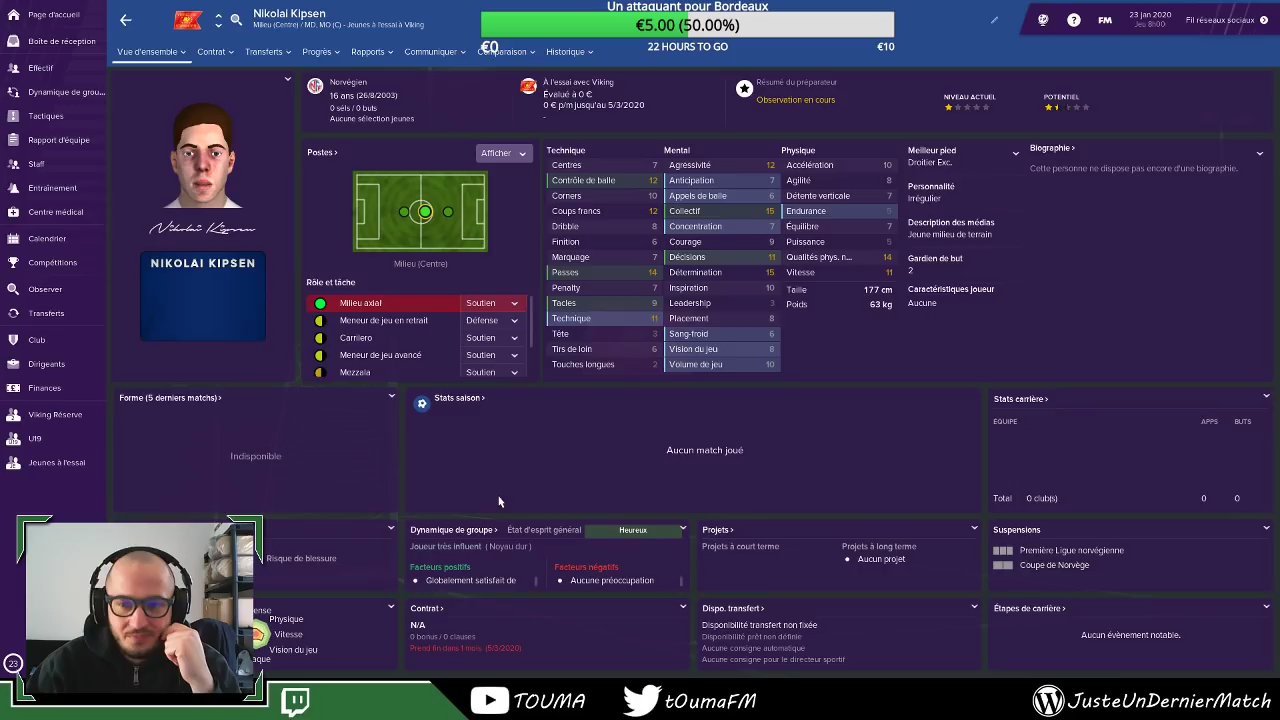 Un attaquant pour Bordeaux
€5.00 (50.00%)
€0
22 HOURS TO GO
€10
Nikolai Kipsen
Milieu (Centre) / MD, MO (C) - Jeunes à l'essai à Viking
FM
23 jan 2020
Jeu 8h00
Fil réseaux sociaux
Vue d'ensemble
Contrat
Transferts
Progrès
Rapports
Communiquer
Comparaison
Historique
Page d'accueil
Boîte de réception
Effectif
Dynamique de grou...
Tactiques
Rapport d'équipe
Staff
Entraînement
Centre médical
Calendrier
Compétitions
Observer
Transferts
Club
Dirigeants
Finances
Viking Réserve
U19
Jeunes à l'essai
23
Nikolai Kipsen
NIKOLAI KIPSEN
Norvégien
16 ans (26/8/2003)
0 séls / 0 buts
Aucune sélection jeunes
À l'essai avec Viking
Évalué à 0 €
0 € p/m jusqu'au 5/3/2020
-
Résumé du préparateur
Observation en cours
NIVEAU ACTUEL
POTENTIEL
Postes
Afficher
Milieu (Centre)
Rôle et tâche
Milieu axial Soutien
Meneur de jeu en retrait Défense
Carrilero Soutien
Meneur de jeu avancé Soutien
Mezzala Soutien
Technique
Centres 7
Contrôle de balle 12
Corners 10
Coups francs 12
Dribble 8
Finition 6
Marquage 7
Passes 14
Penalty 7
Tacles 9
Technique 11
Tête 3
Tirs de loin 6
Touches longues 2
Mental
Agressivité 12
Anticipation 7
Appels de balle 6
Collectif 15
Concentration 7
Courage 9
Décisions 11
Détermination 15
Inspiration 10
Leadership 3
Placement 8
Sang-froid 6
Vision du jeu 8
Volume de jeu 10
Physique
Accélération 10
Agilité 8
Détente verticale 7
Endurance 5
Équilibre 7
Puissance 5
Qualités phys. n... 14
Vitesse 11
Taille 177 cm
Poids 63 kg
Meilleur pied
Droitier Exc.
Personnalité
Irrégulier
Description des médias
Jeune milieu de terrain
Gardien de but
2
Caractéristiques joueur
Aucune
Biographie
Cette personne ne dispose pas encore d'une biographie.
Forme (5 derniers matchs)
Indisponible
Stats saison
Aucun match joué
Stats carrière
ÉQUIPE APPS BUTS
Total 0 club(s) 0 0
Risque de blessure
Physique
Vitesse
Vision du jeu
Dynamique de groupe
État d'esprit général
Heureux
Joueur très influent ( Noyau dur )
Facteurs positifs
Globalement satisfait de
Facteurs négatifs
Aucune préoccupation
Projets
Projets à court terme
Projets à long terme
Aucun projet
Suspensions
Première Ligue norvégienne
Coupe de Norvège
Contrat
N/A
0 bonus / 0 clauses
Prend fin dans 1 mois (5/3/2020)
Dispo. transfert
Disponibilité transfert non fixée
Disponibilité prêt non définie
Aucune consigne automatique
Aucune consigne pour le directeur sportif
Étapes de carrière
Aucun évènement notable.
TOUMA
tOumaFM
JusteUnDernierMatch